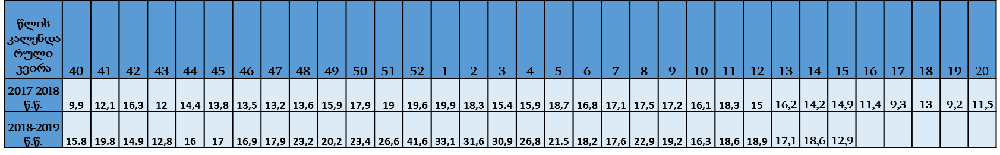 წლის
კალენდა
რული
კვირა 40 41 42 43 44 45 46 47 48 49 50 51 52 1 2 3 4 5 6 7 8 9 10 11 12 13 14 15 16 17 18 19 20
2017-2018
წ.წ. 9,9 12,1 16,3 12 14,4 13,8 13,5 13,2 13,6 15,9 17,9 19 19,6 19,9 18,3 15.4 15,9 18,7 16,8 17,1 17,5 17,2 16,1 18,3 15 16,2 14,2 14,9 11,4 9,3 13 9,2 11,5
2018-2019
წ.წ. 15.8 19.8 14.9 12,8 16 17 16,9 17,9 23,2 20,2 23,4 26,6 41,6 33,1 31,6 30,9 26,8 21.5 18,2 17,6 22,9 19,2 16,3 18,6 18,9 17,1 18,6 12,9